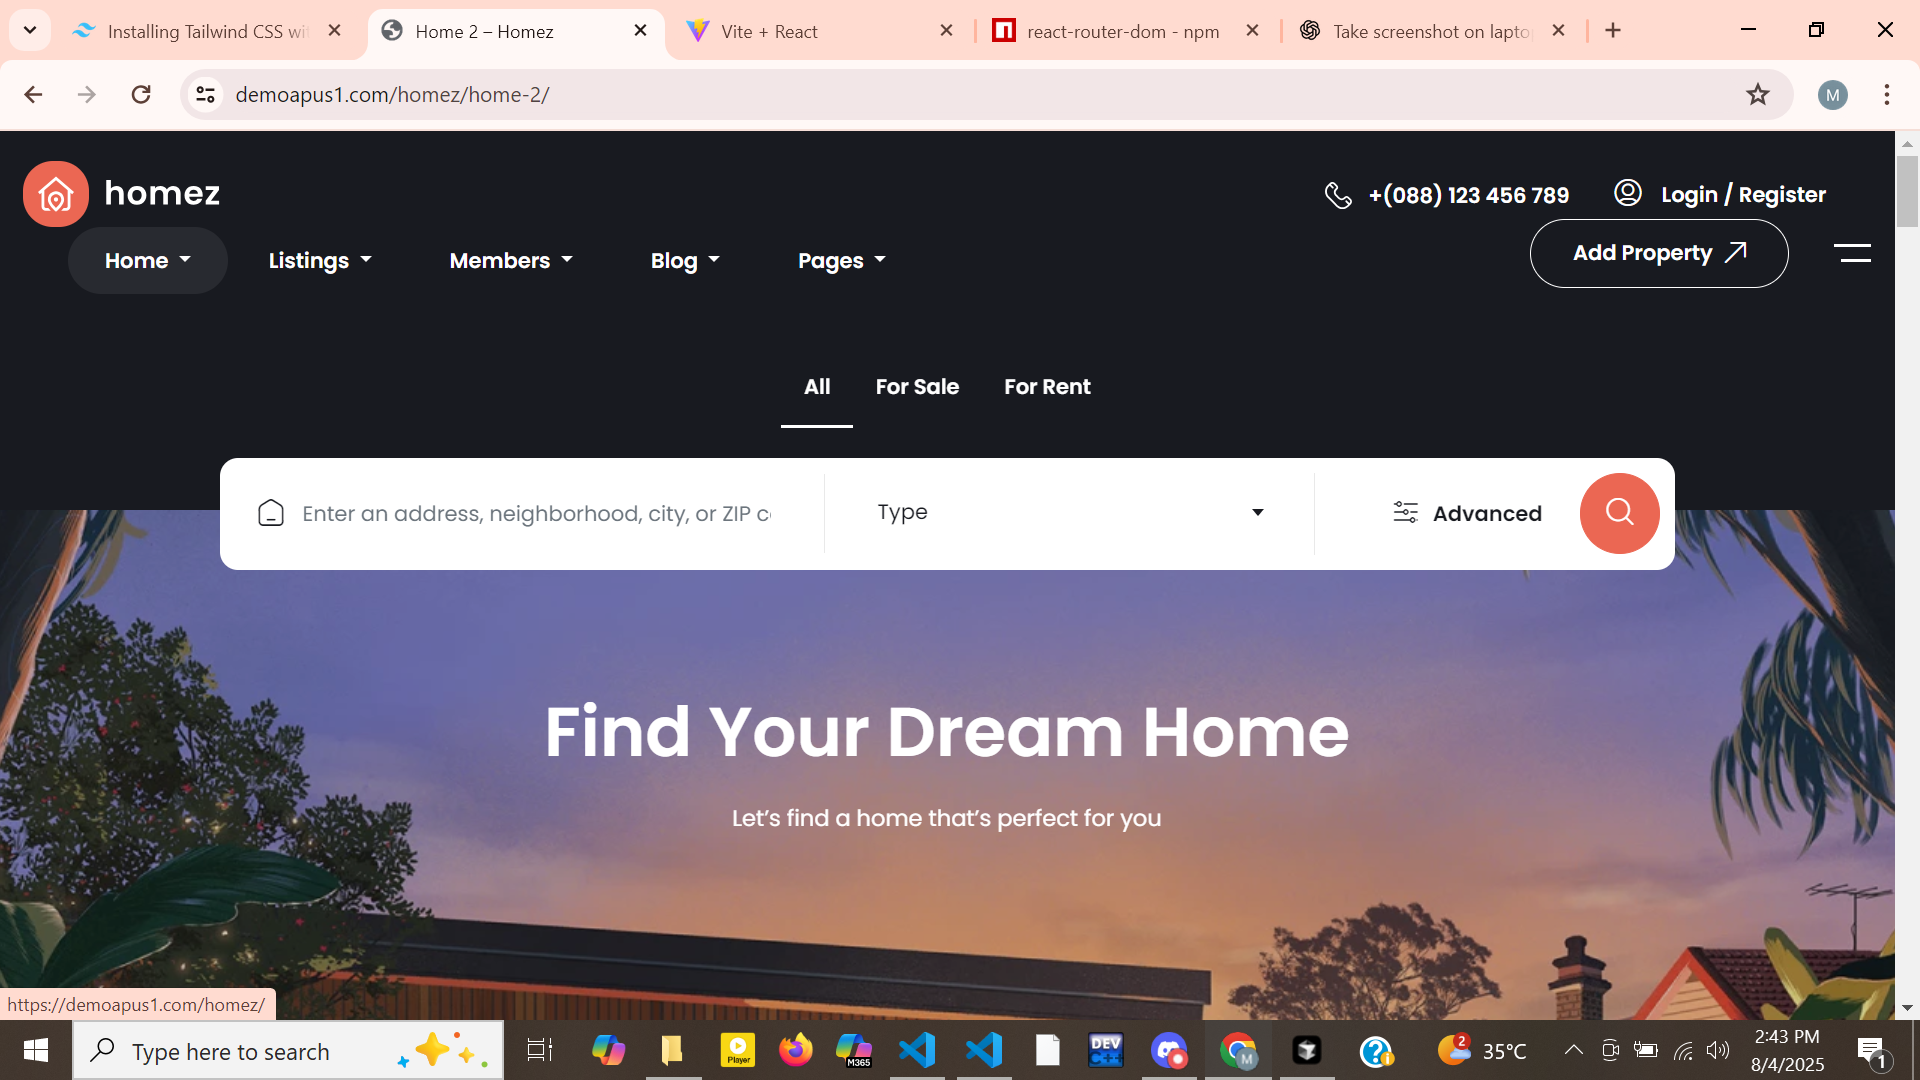 Installing Tailwind CSS wi
Home 2 – Homez
Vite + React
react-router-dom - npm
Take screenshot on lapto
demoapus1.com/homez/home-2/
M
homez
+(088) 123 456 789
Login / Register
Home
Listings
Members
Blog
Pages
Add Property
All
For Sale
For Rent
Enter an address, neighborhood, city, or ZIP c
Type
Advanced
Find Your Dream Home
Let’s find a home that’s perfect for you
https://demoapus1.com/homez/
Type here to search
Player
M365
DEV
C++
M
2
35°C
2:43 PM
8/4/2025
1